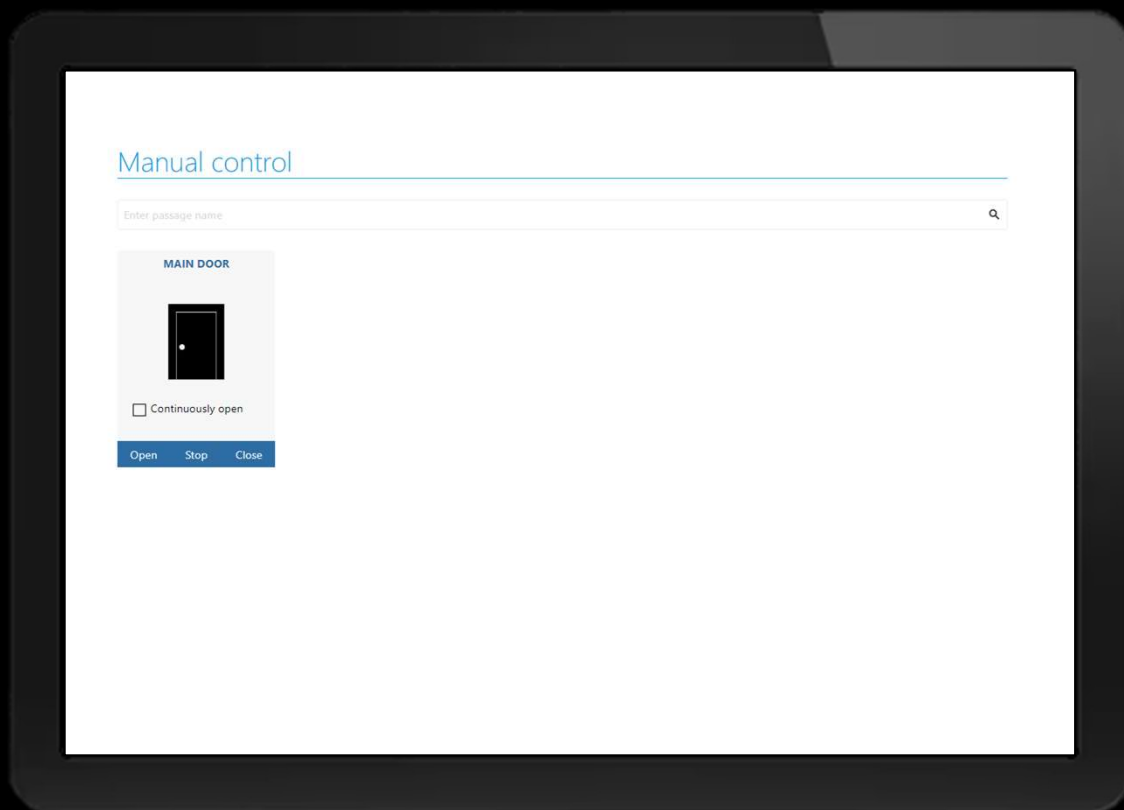 Manual control
Enter passage name
MAIN DOOR
Continuously open
Open Stop Close